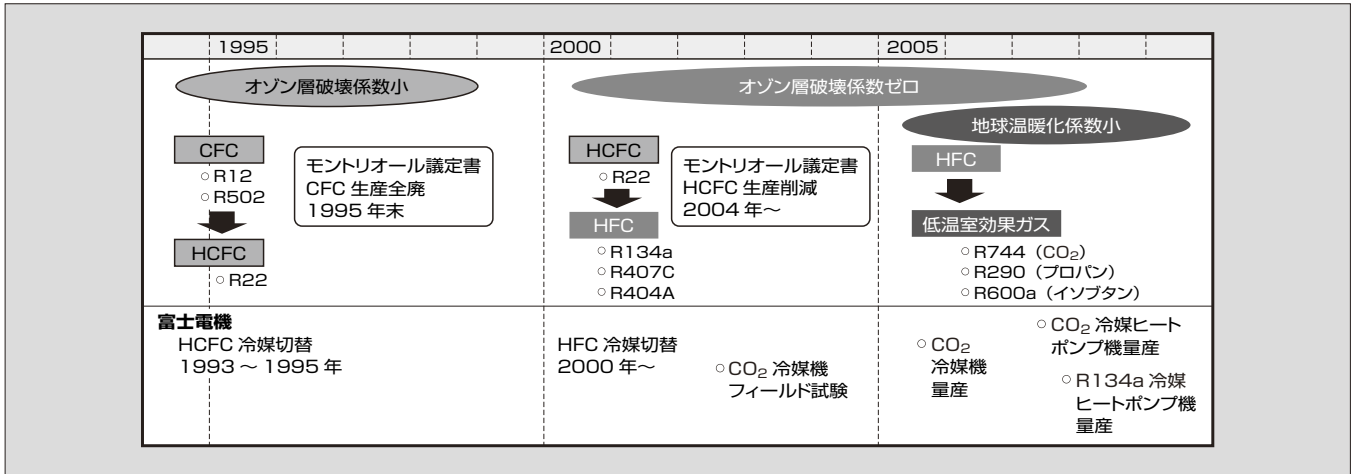 1995
2000
2005
オゾン層破壊係数小
オゾン層破壊係数ゼロ
地球温暖化係数小
CFC
○R12
○R502
HCFC
○R22
モントリオール議定書
CFC 生産全廃
1995 年末
HCFC
○R22
HFC
○R134a
○R407C
○R404A
モントリオール議定書
HCFC 生産削減
2004 年～
HFC
低温室効果ガス
○R744（CO₂）
○R290（プロパン）
○R600a（イソブタン）
富士電機
HCFC 冷媒切替
1993 ～ 1995 年
HFC 冷媒切替
2000 年～
○CO₂ 冷媒機
フィールド試験
○CO₂
冷媒機
量産
○CO₂ 冷媒ヒート
ポンプ機量産
○R134a 冷媒
ヒートポンプ機
量産